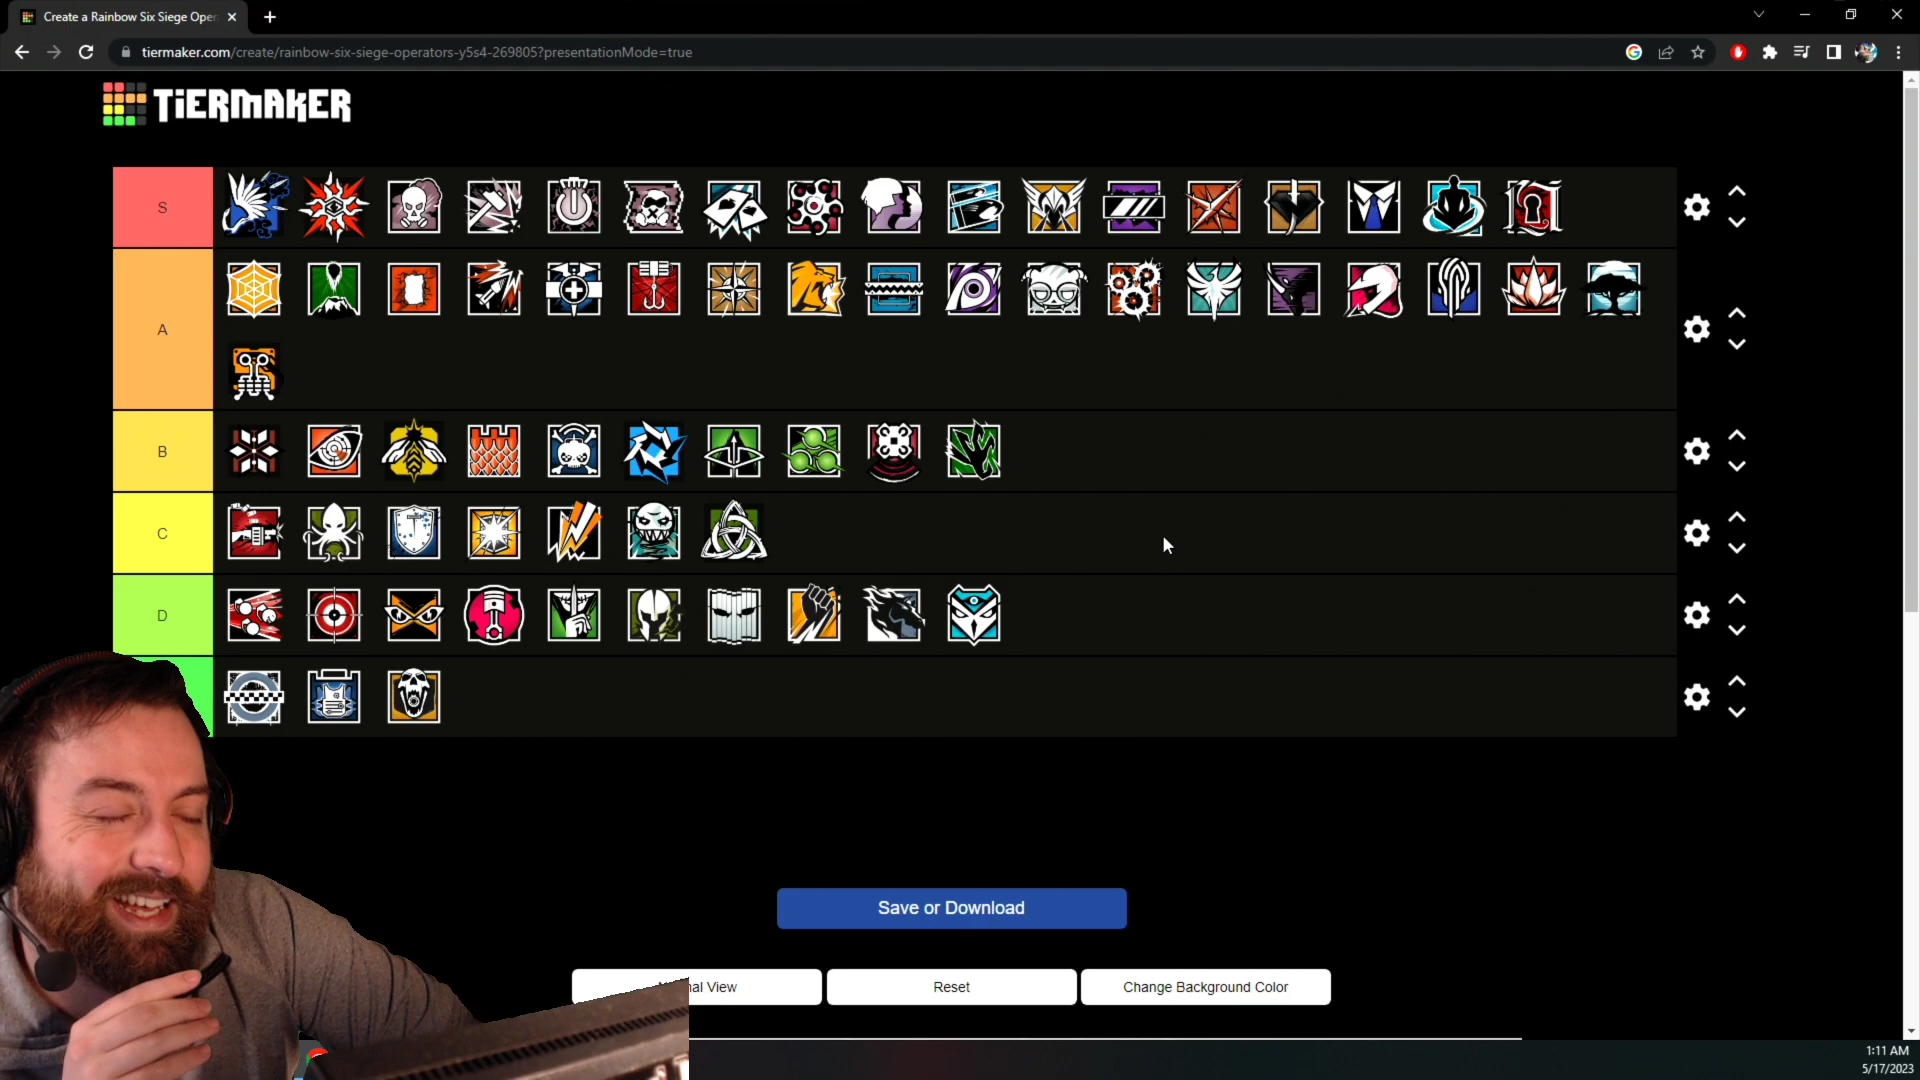 Create a Rainbow Six Siege Oper
tiermaker.com/create/rainbow-six-siege-operators-y5s4-269805?presentationMode=true
TiERMAKER
S
A
B
C
D
Save or Download
al View
Reset
Change Background Color
1:11 AM
5/17/2023